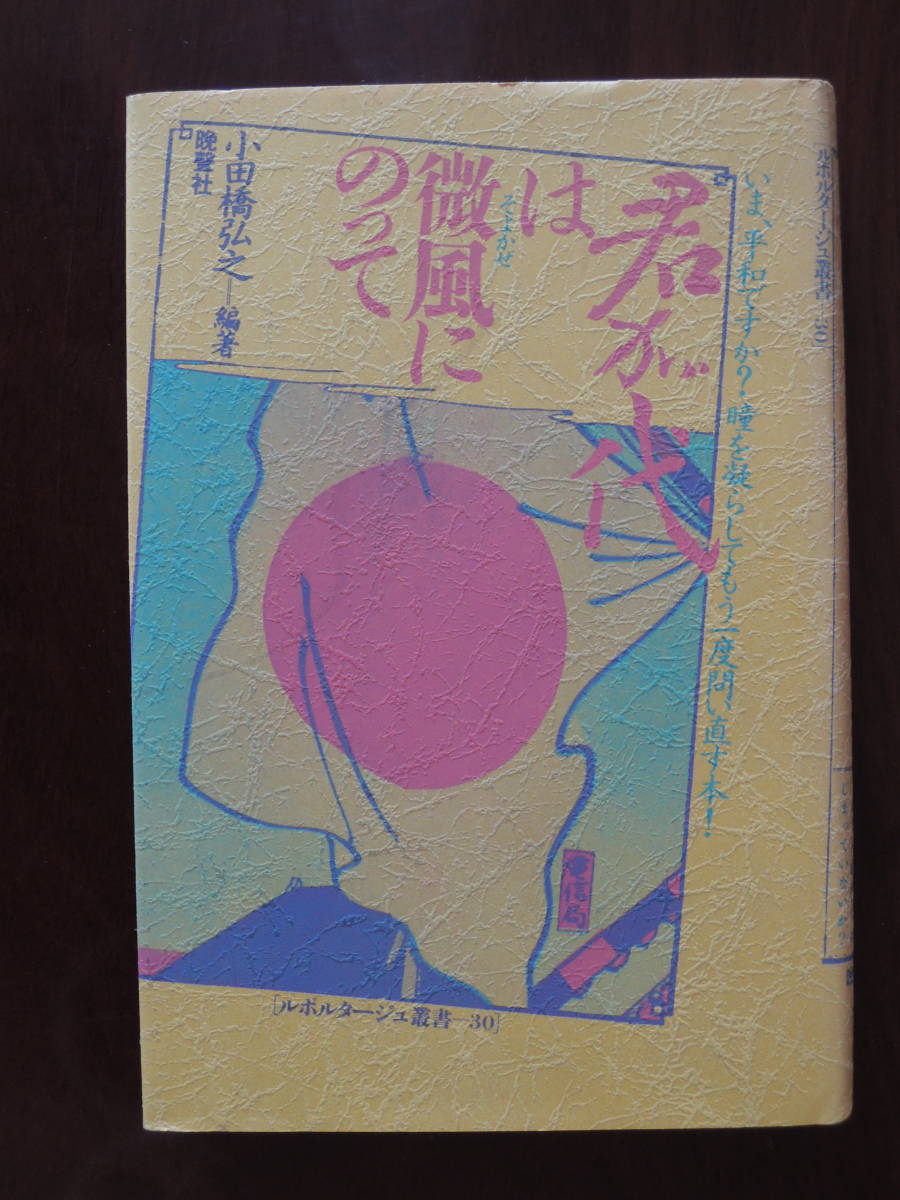 いま、平和ですか?瞳を凝らしてもう一度問い直す本!
君が代
は
微風に
そよかぜ
のって
小田橋弘之=編著
晩聲社
信局
[ルポルタージュ叢書—30]
ルポルタージュ叢書